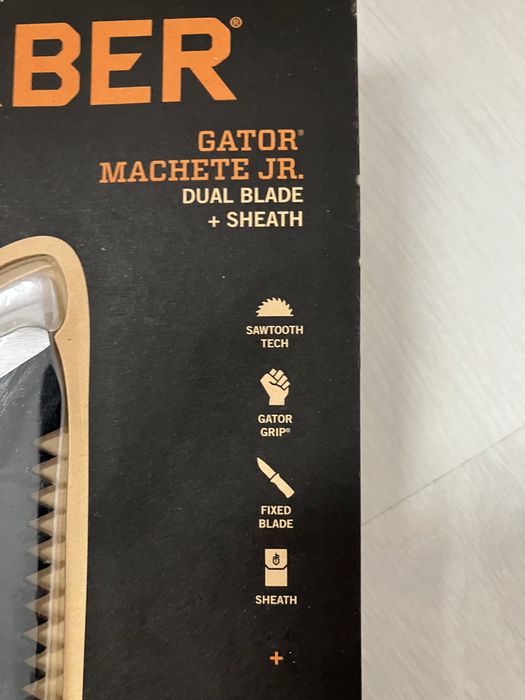 BER®
GATOR®
MACHETE JR.
DUAL BLADE
+ SHEATH
SAWTOOTH
TECH
GATOR
GRIP®
FIXED
BLADE
SHEATH
+